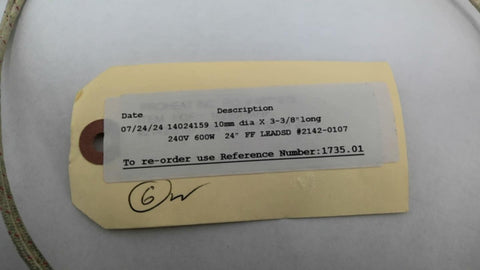 Date Description
07/24/24 14024159 10mm dia X 3-3/8"long
240V 600W 24" FF LEADSD #2142-0107
To re-order use Reference Number:1735.01
6